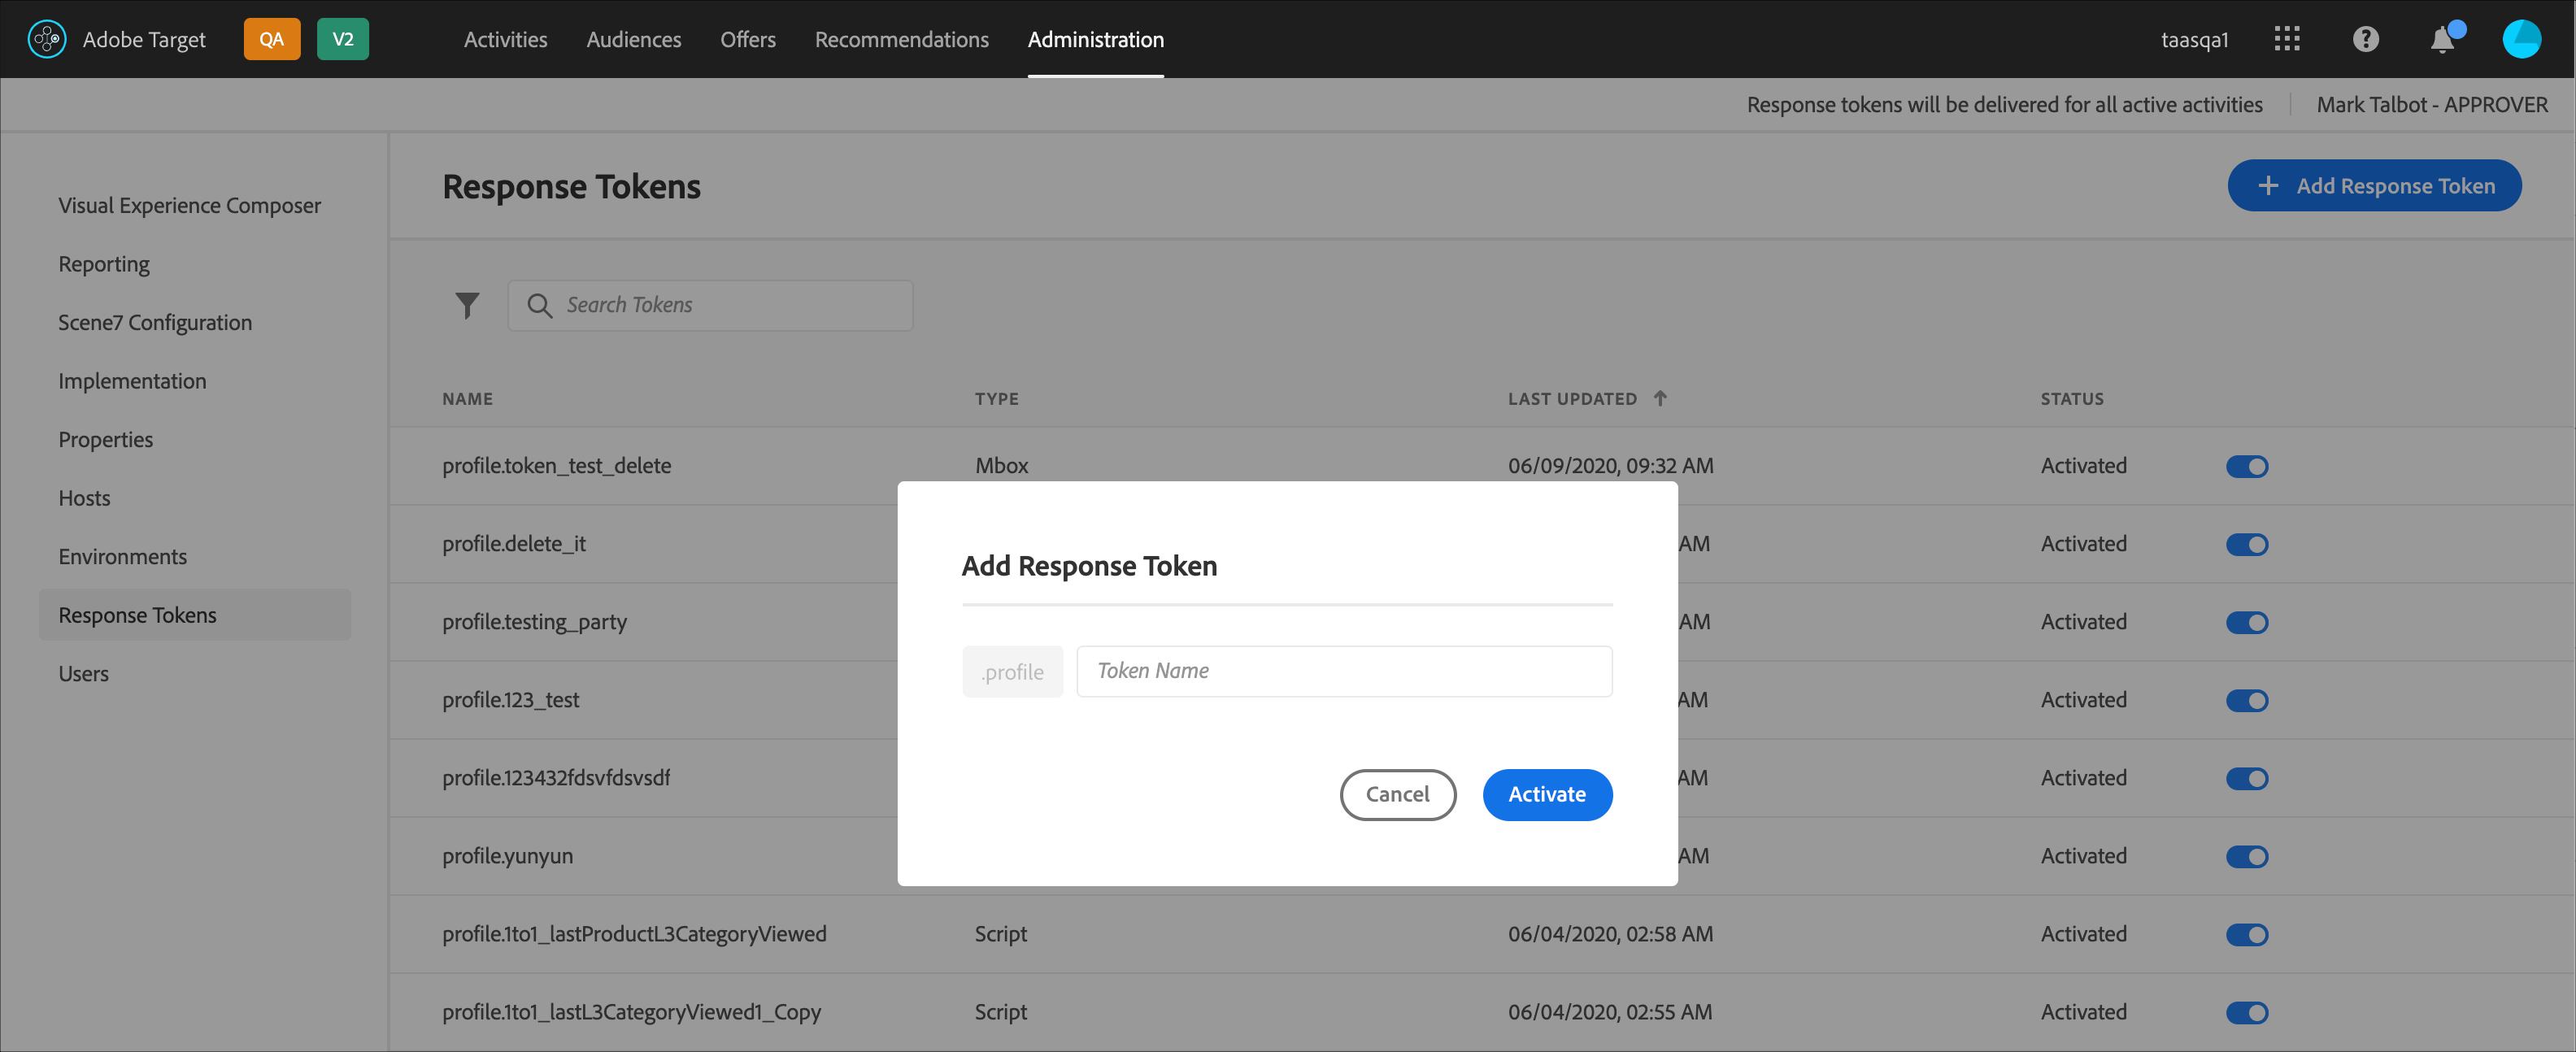 Adobe Target QA V2 Activities Audiences Offers Recommendations Administration taasqa1
Response tokens will be delivered for all active activities Mark Talbot - APPROVER
Visual Experience Composer
Reporting
Scene7 Configuration
Implementation
Properties
Hosts
Environments
Response Tokens
Users
Response Tokens
+ Add Response Token
Search Tokens
NAME TYPE LAST UPDATED STATUS
profile.token_test_delete Mbox 06/09/2020, 09:32 AM Activated
profile.delete_it AM Activated
profile.testing_party AM Activated
profile.123_test AM Activated
profile.123432fdsvfdsvsdf AM Activated
profile.yunyun AM Activated
profile.1to1_lastProductL3CategoryViewed Script 06/04/2020, 02:58 AM Activated
profile.1to1_lastL3CategoryViewed1_Copy Script 06/04/2020, 02:55 AM Activated
Add Response Token
.profile Token Name
Cancel Activate